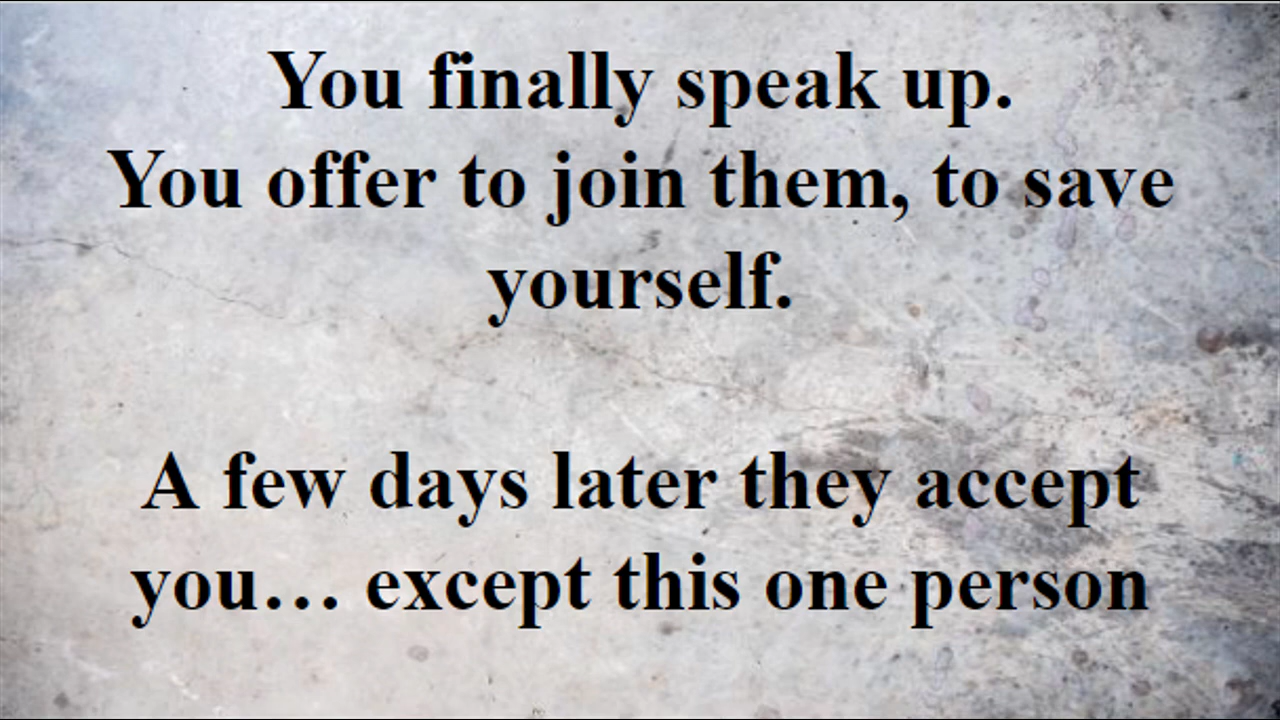 You finally speak up.
You offer to join them, to save
yourself.
A few days later they accept
you… except this one person